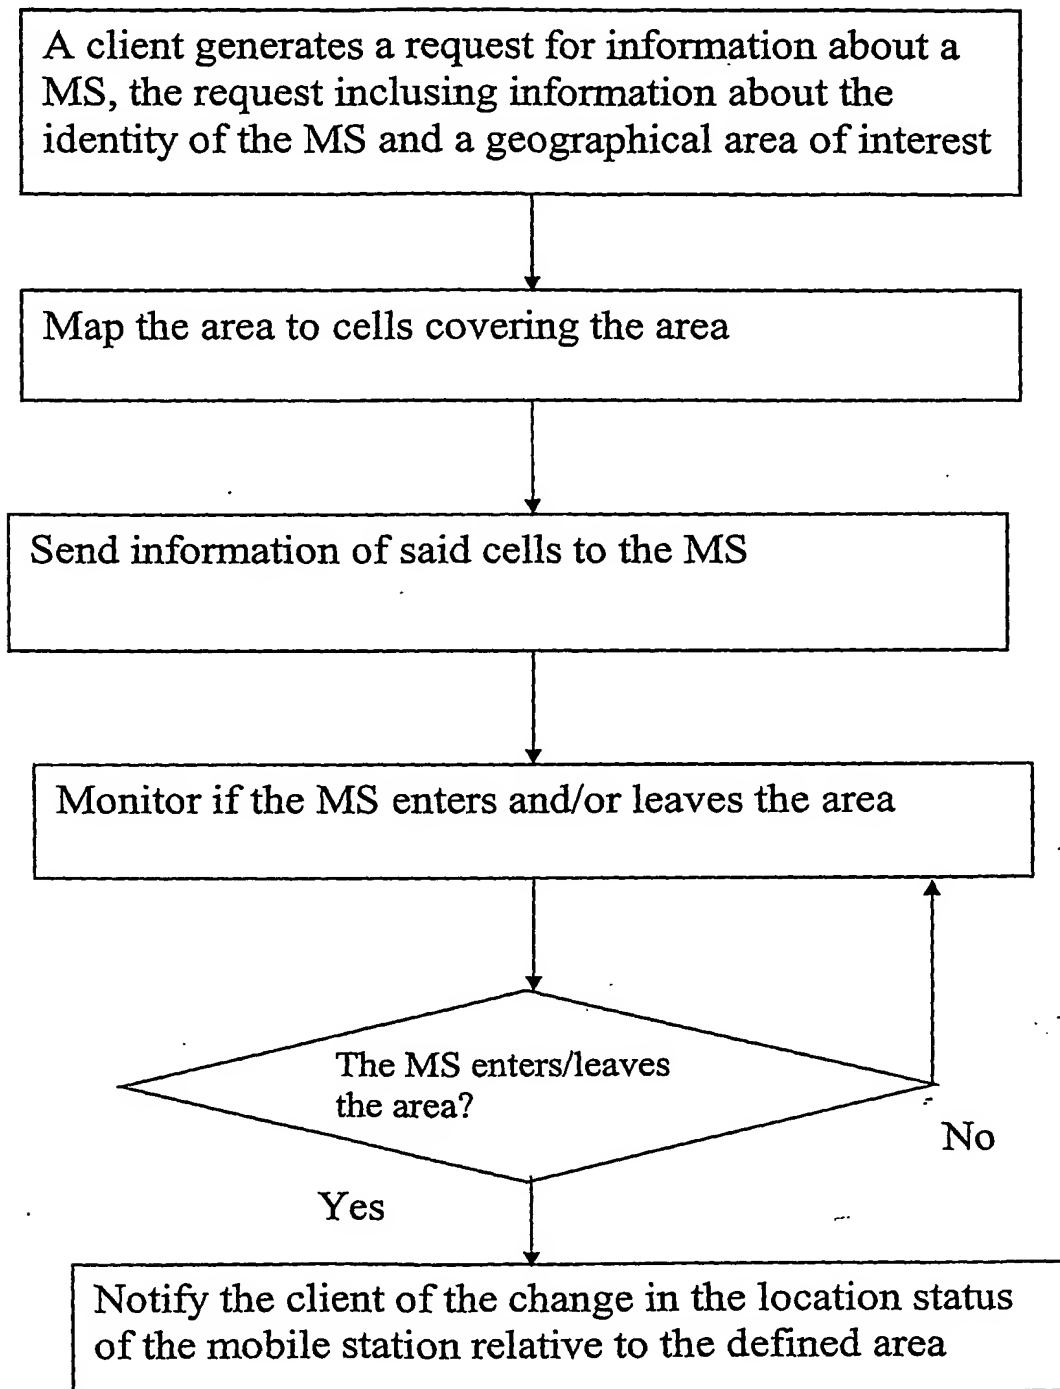 A client generates a request for information about a
MS, the request inclusing information about the
identity of the MS and a geographical area of interest
Map the area to cells covering the area
Send information of said cells to the MS
Monitor if the MS enters and/or leaves the area
The MS enters/leaves
the area?
No
Yes
Notify the client of the change in the location status
of the mobile station relative to the defined area